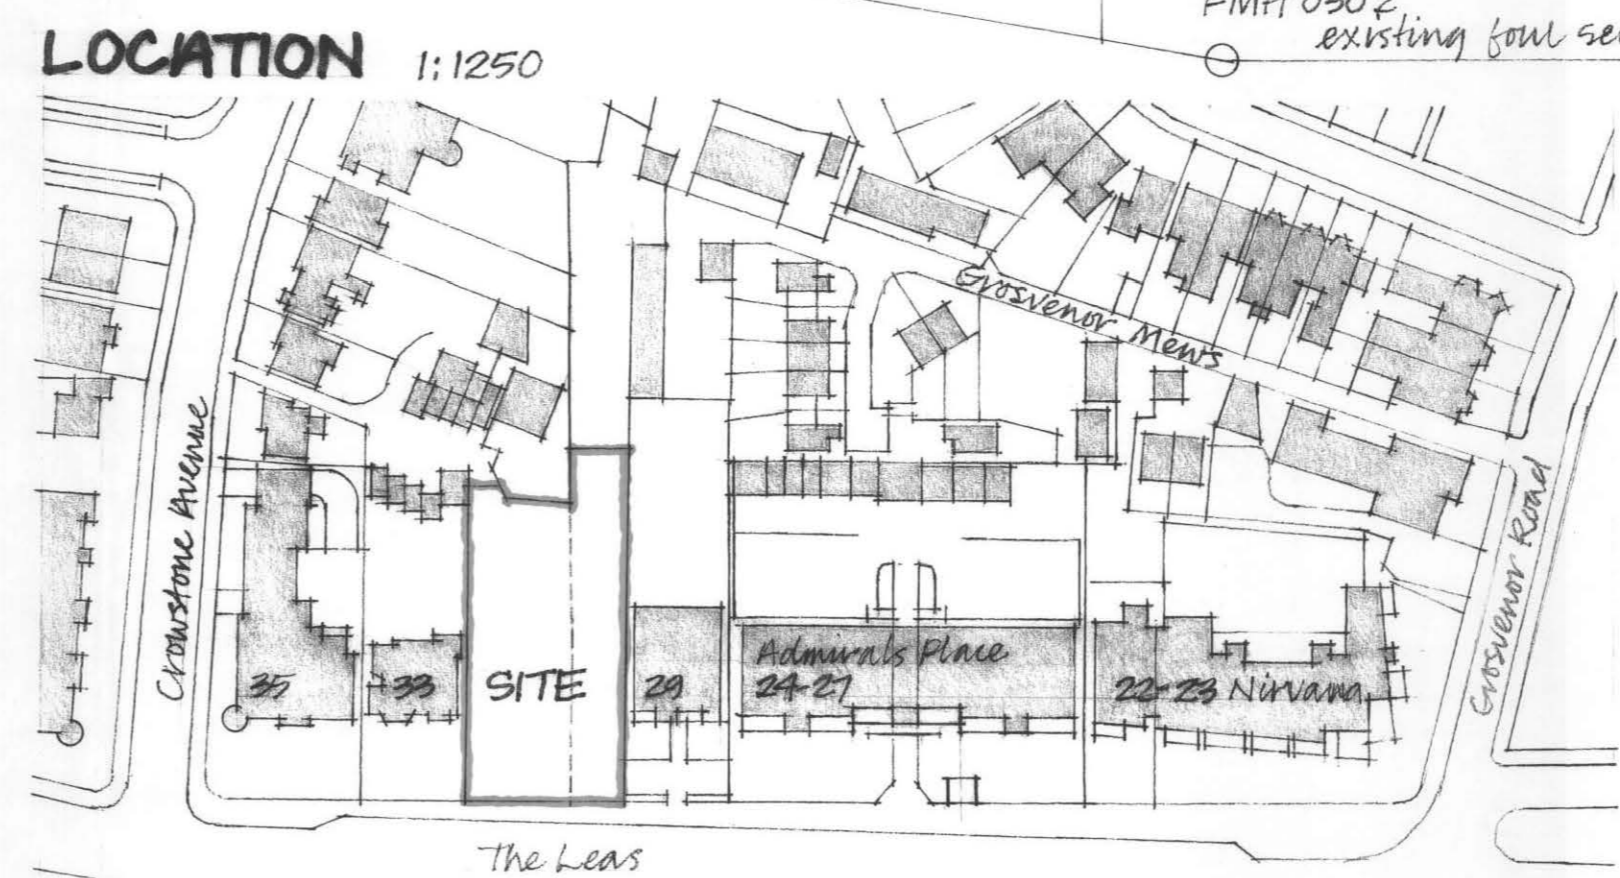 LOCATION 1:1250
existing foul
Grosvenor Mews
Crowstone Avenue
Grosvenor Road
35
33
SITE
29
Admirals Place
24-27
22-23 Nirvana
The Leas